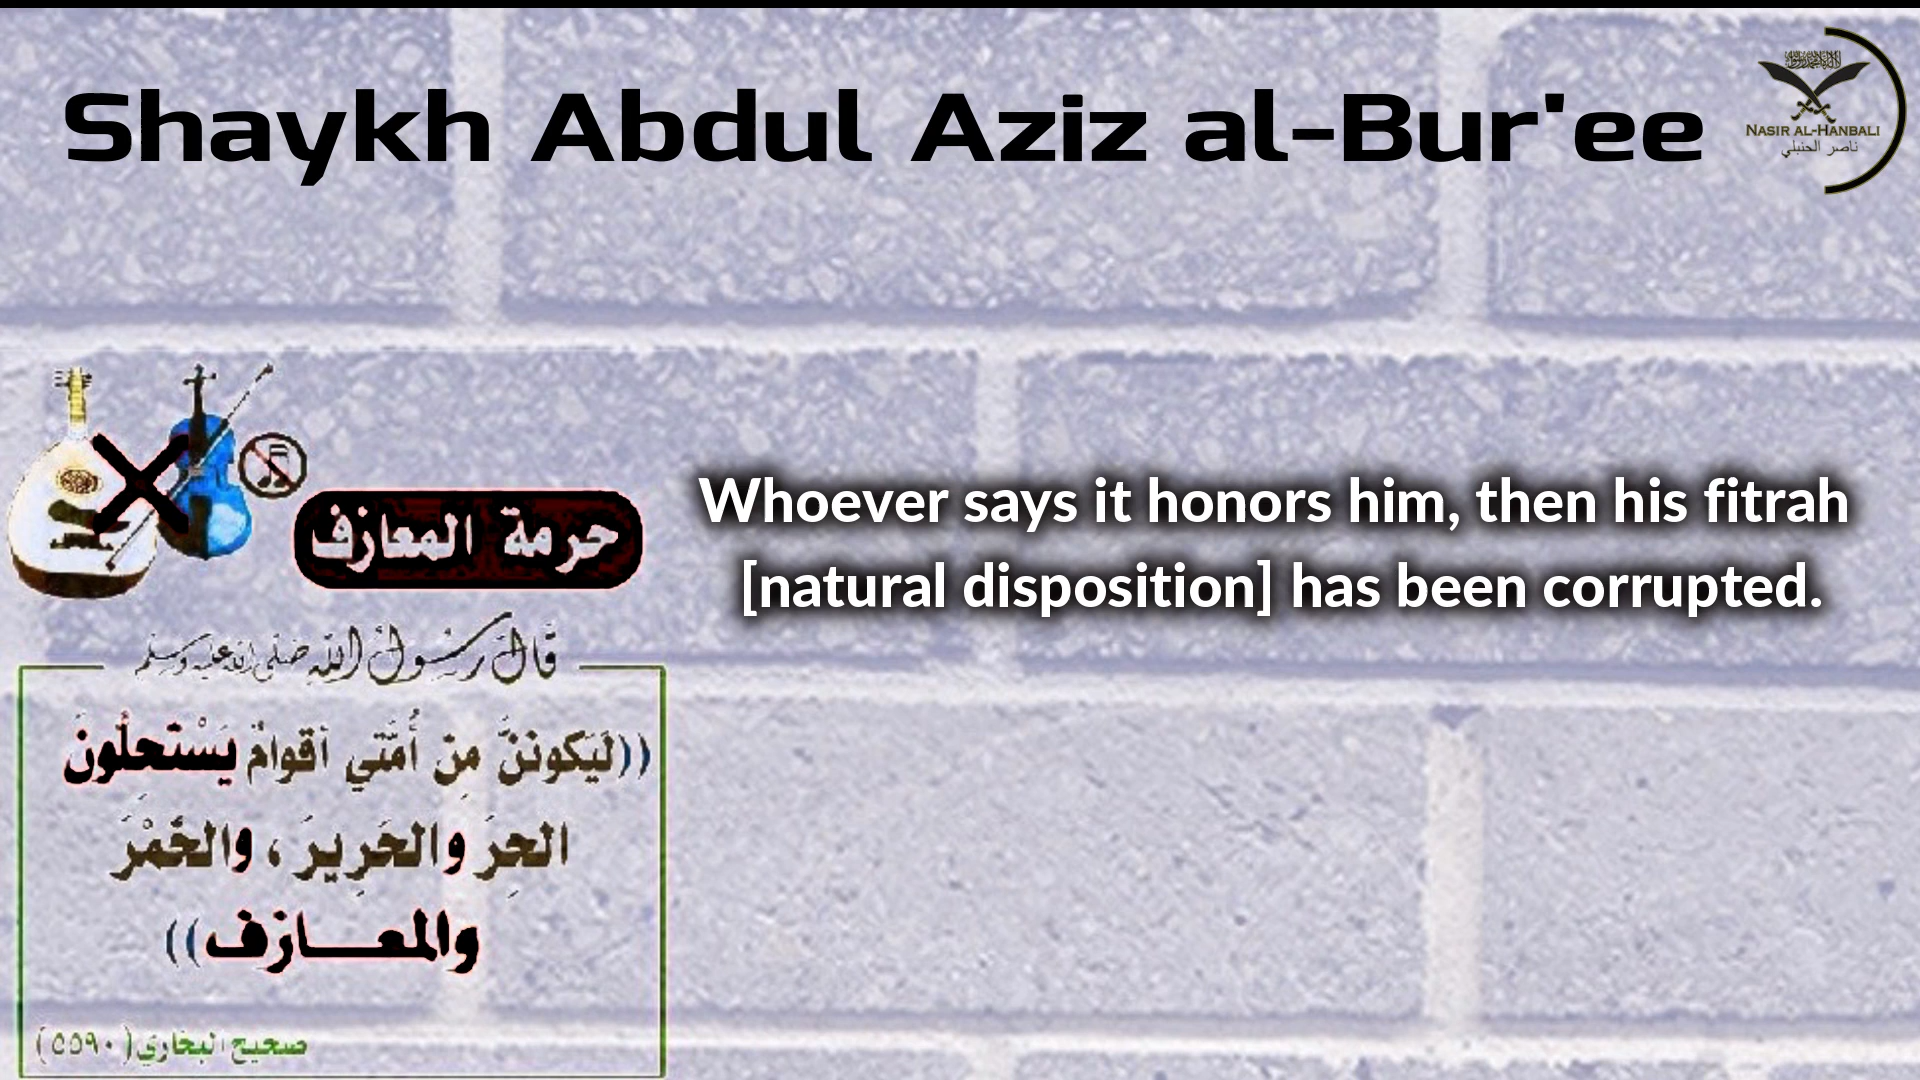 Shaykh Abdul Aziz al-Bur'ee
NASIR AL-HANBALI
ناصر الحنبلي
حرمة المعازف
Whoever says it honors him, then his fitrah
[natural disposition] has been corrupted.
قال رسول الله صلى الله عليه وسلم
((لَيَكونَنَّ مِنْ أُمَّتي أقوامٌ يَسْتحلُّونَ
الحِرَ والحَرِيرَ ، والخَمْرَ
والمعـــازف))
صحيح البخاري (٥٥٩٠)